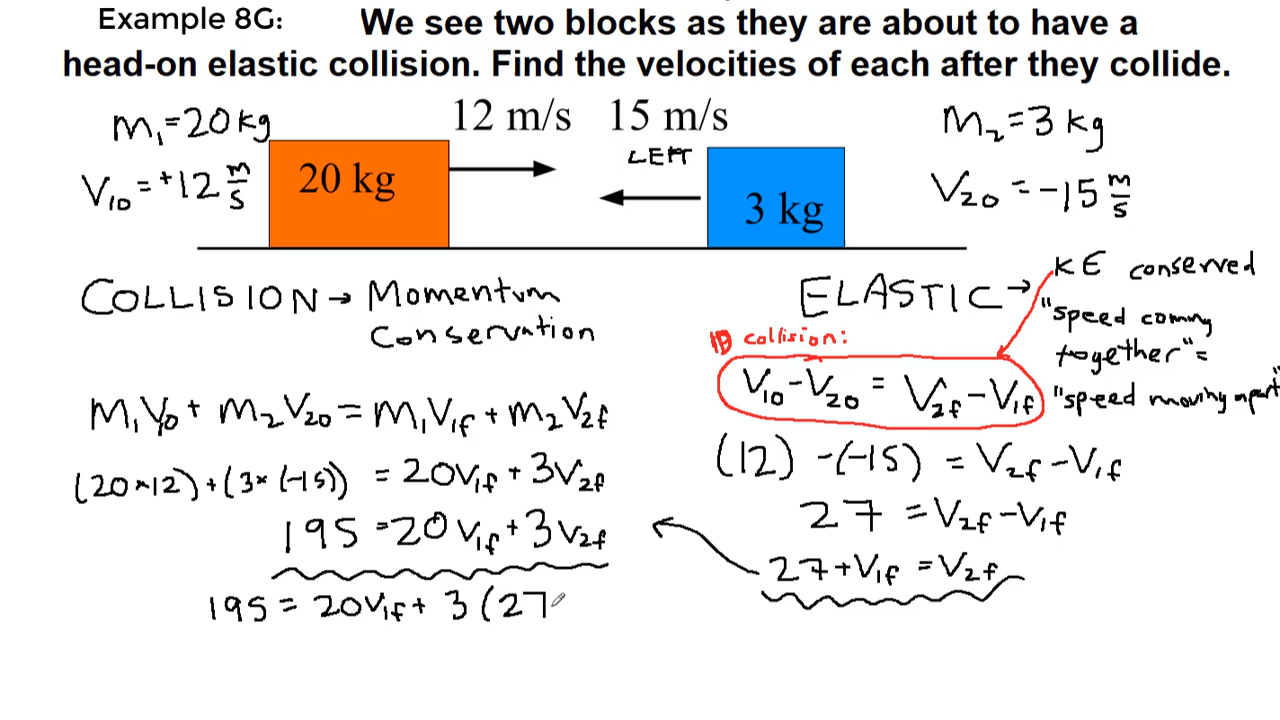 Example 8G: We see two blocks as they are about to have a
head-on elastic collision. Find the velocities of each after they collide.
M₁=20kg
V₁₀=+12 m/s
20 kg
12 m/s
15 m/s
LEFT
3 kg
M₂=3 kg
V₂₀=-15 m/s
COLLISION → Momentum
Conservation
ELASTIC →
KE conserved
"speed coming
together"=
"speed moving apart"
1D collision:
V₁₀-V₂₀ = V₂f-V₁f
M₁V₁₀+M₂V₂₀=M₁V₁f+M₂V₂f
(20*12)+(3*(-15)) = 20V₁f+3V₂f
195=20V₁f+3V₂f
195=20V₁f+3(27
(12)-(-15)=V₂f-V₁f
27=V₂f-V₁f
27+V₁f=V₂f